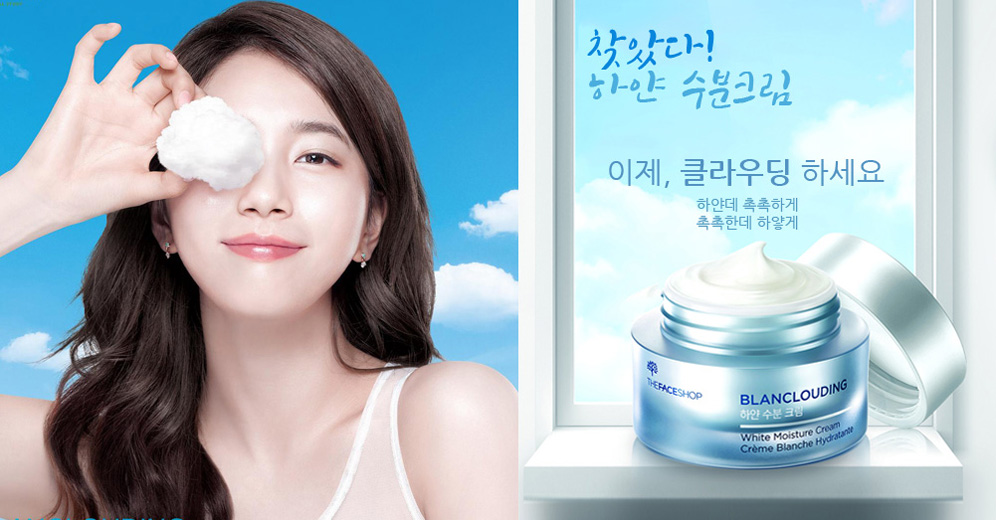 찾았다!
하얀 수분크림
이제, 클라우딩 하세요
하얀데 촉촉하게
촉촉한데 하얗게
THEFACESHOP
BLANCLOUDING
하얀 수분 크림
White Moisture Cream
Crème Blanche Hydratante